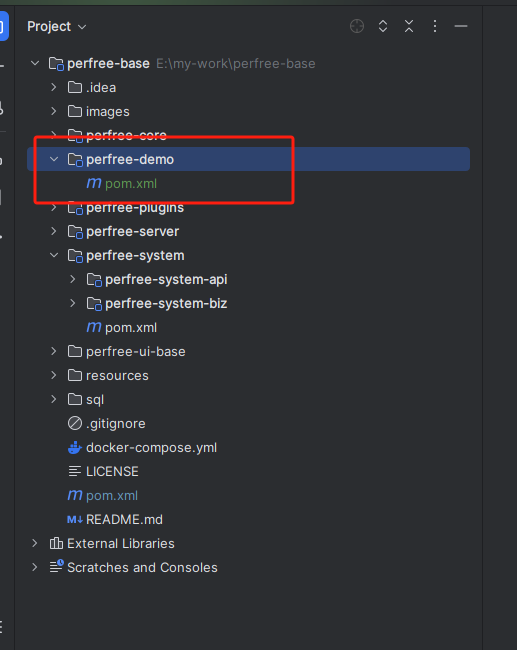 Project
perfree-base E:\my-work\perfree-base
.idea
images
perfree-core
perfree-demo
pom.xml
perfree-plugins
perfree-server
perfree-system
perfree-system-api
perfree-system-biz
pom.xml
perfree-ui-base
resources
sql
.gitignore
docker-compose.yml
LICENSE
pom.xml
README.md
External Libraries
Scratches and Consoles